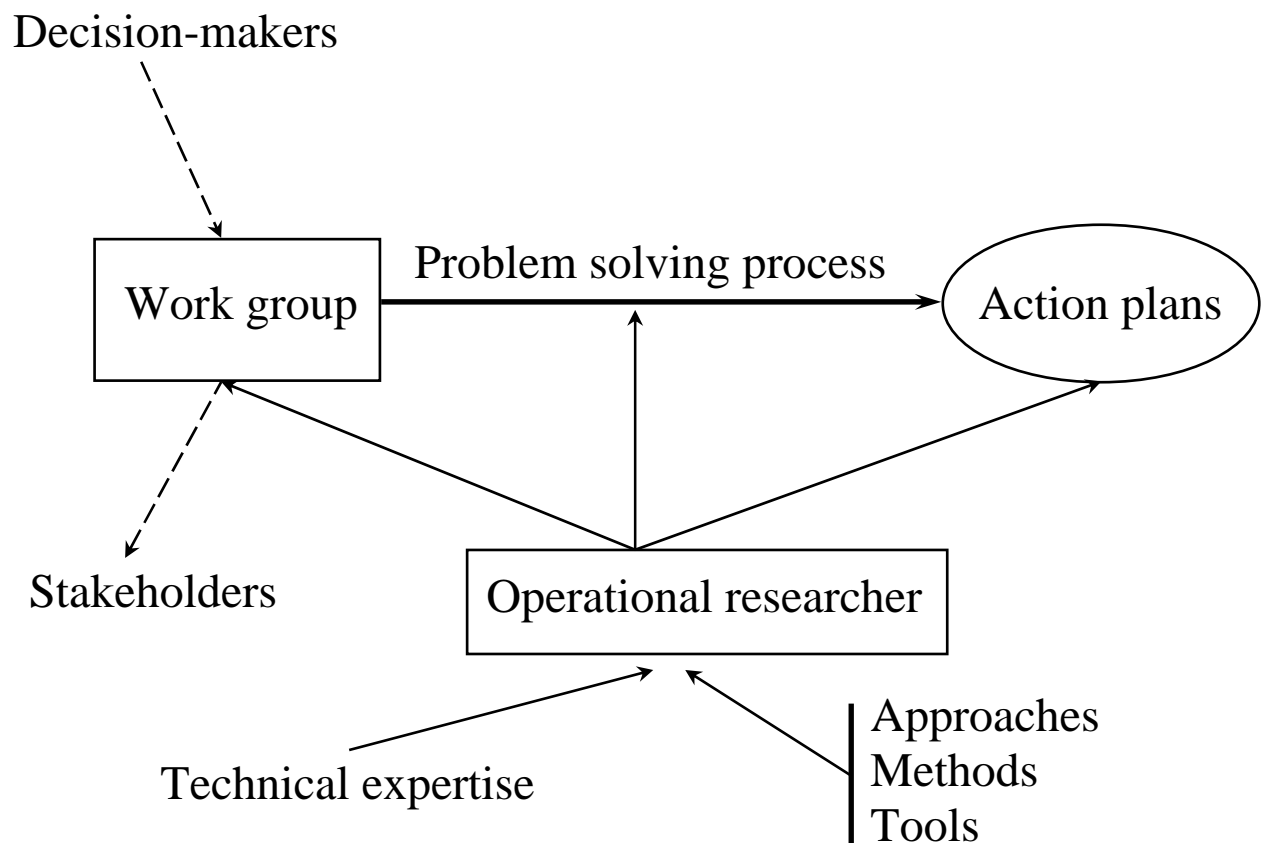 Decision-makers
Problem solving process
Work group
Action plans
Stakeholders
Operational researcher
Approaches
Technical expertise
Methods
Tools